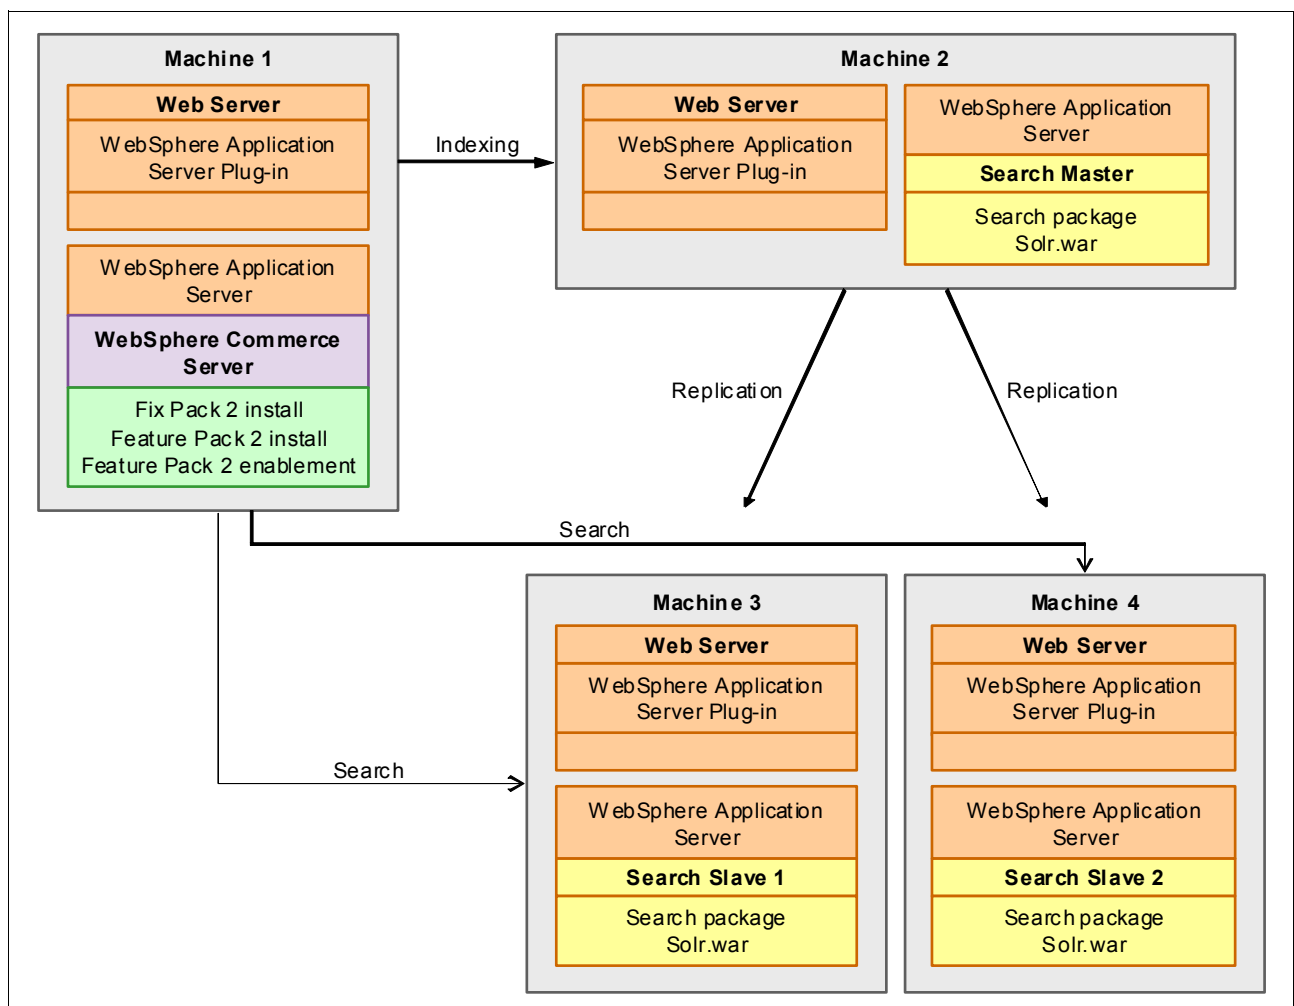 Machine 1
Web Server
WebSphere Application
Server Plug-in
WebSphere Application
Server
WebSphere Commerce
Server
Fix Pack 2 install
Feature Pack 2 install
Feature Pack 2 enablement
Indexing
Machine 2
Web Server
WebSphere Application
Server Plug-in
WebSphere Application
Server
Search Master
Search package
Solr.war
Replication
Replication
Search
Search
Machine 3
Web Server
WebSphere Application
Server Plug-in
WebSphere Application
Server
Search Slave 1
Search package
Solr.war
Machine 4
Web Server
WebSphere Application
Server Plug-in
WebSphere Application
Server
Search Slave 2
Search package
Solr.war